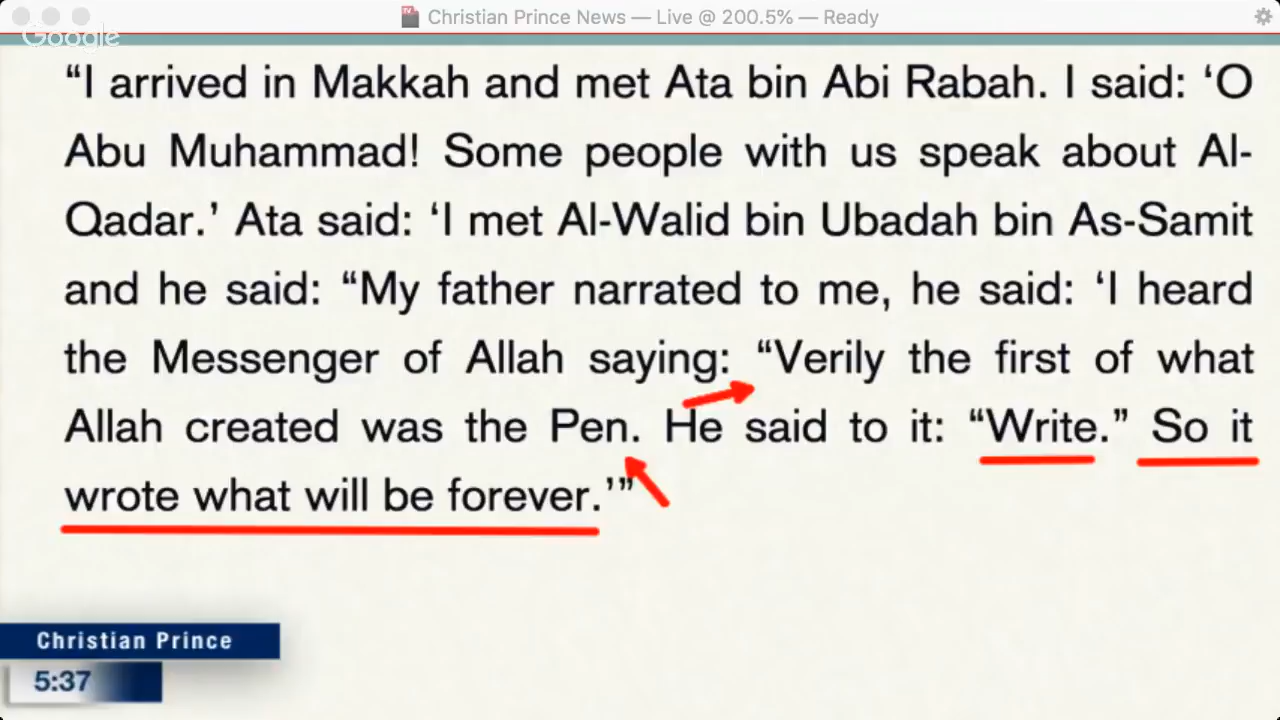 Christian Prince News — Live @ 200.5% — Ready
Google
“I arrived in Makkah and met Ata bin Abi Rabah. I said: ‘O
Abu Muhammad! Some people with us speak about Al-
Qadar.’ Ata said: ‘I met Al-Walid bin Ubadah bin As-Samit
and he said: “My father narrated to me, he said: ‘I heard
the Messenger of Allah saying: “Verily the first of what
Allah created was the Pen. He said to it: “Write.” So it
wrote what will be forever.’”
Christian Prince
5:37